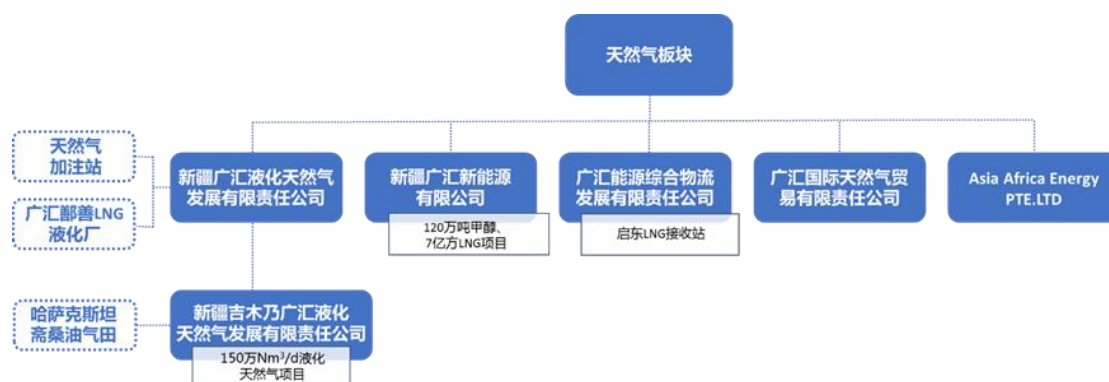 天然气板块
天然气
加注站
广汇鄯善LNG
液化厂
新疆广汇液化天然气
发展有限责任公司
新疆广汇新能源
有限公司
120万吨甲醇、
7亿方LNG项目
广汇能源综合物流
发展有限责任公司
启东LNG接收站
广汇国际天然气贸
易有限责任公司
Asia Africa Energy
PTE.LTD
哈萨克斯坦
斋桑油气田
新疆吉木乃广汇液化
天然气发展有限责任公司
150万Nm³/d液化
天然气项目